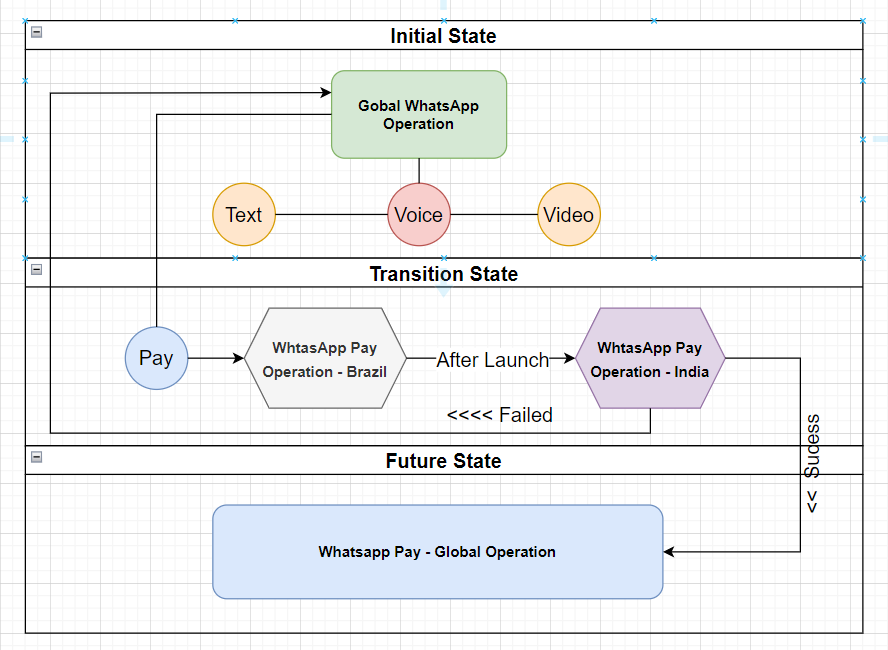 Initial State
Gobal WhatsApp
Operation
Text
Voice
Video
Transition State
Pay
WhtasApp Pay
Operation - Brazil
After Launch
WhtasApp Pay
Operation - India
<<<< Failed
<< Sucess
Future State
Whatsapp Pay - Global Operation